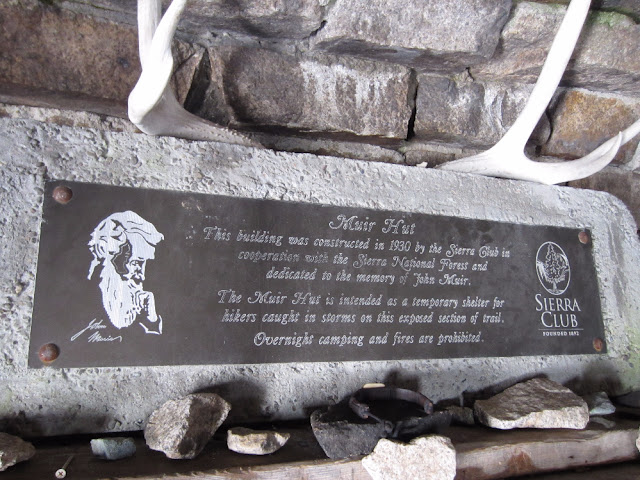 Muir Hut
This building was constructed in 1930 by the Sierra Club in
cooperation with the Sierra National Forest and
dedicated to the memory of John Muir.
The Muir Hut is intended as a temporary shelter for
hikers caught in storms on this exposed section of trail.
Overnight camping and fires are prohibited.
John
Muir
SIERRA
CLUB
FOUNDED 1892